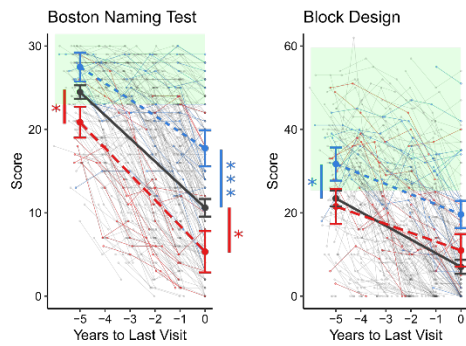 Boston Naming Test
Score
30
20
10
0
*
***
*
−5 −4 −3 −2 −1 0
Years to Last Visit
Block Design
Score
60
40
20
0
*
−5 −4 −3 −2 −1 0
Years to Last Visit